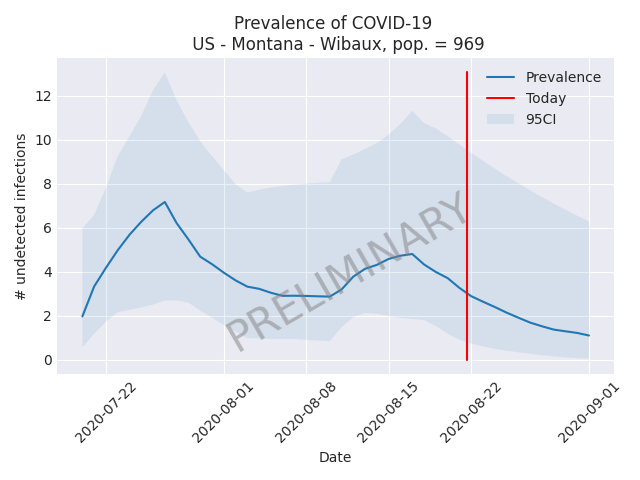 Prevalence of COVID-19
US - Montana - Wibaux, pop. = 969
Prevalence
Today
95CI
12
10
8
6
4
2
0
# undetected infections
PRELIMINARY
2020-07-22
2020-08-01
2020-08-08
2020-08-15
2020-08-22
2020-09-01
Date